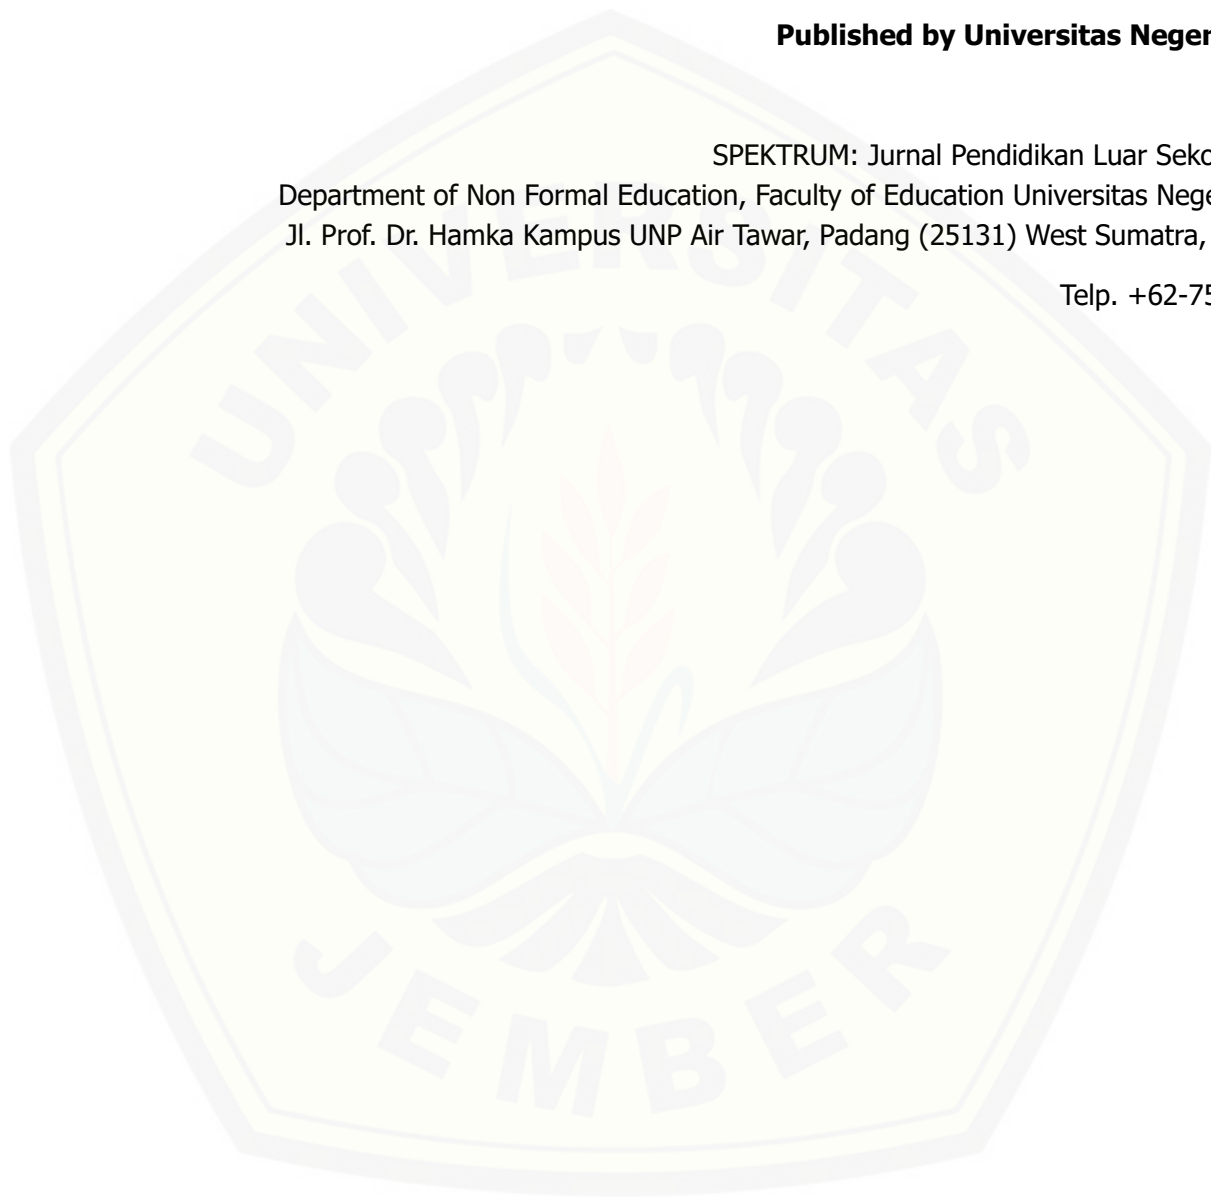 Published by Universitas Neger
SPEKTRUM: Jurnal Pendidikan Luar Seko
Department of Non Formal Education, Faculty of Education Universitas Nege
Jl. Prof. Dr. Hamka Kampus UNP Air Tawar, Padang (25131) West Sumatra,
Telp. +62-75
UNIVERSITAS
JEMBER